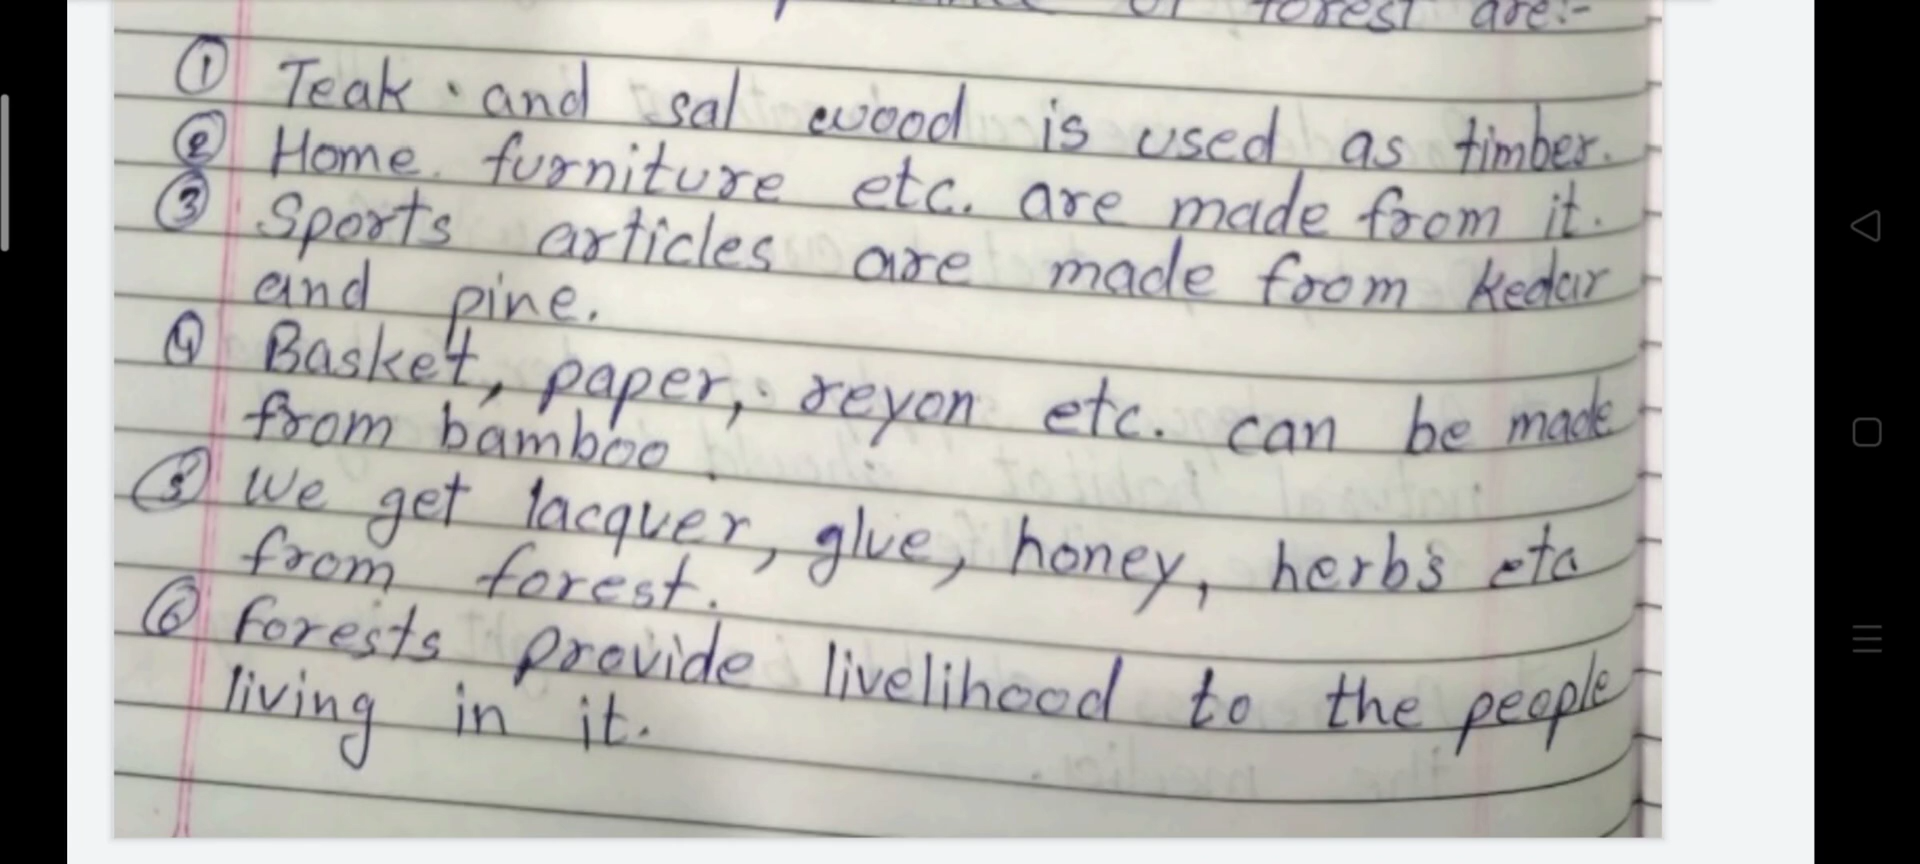 of forest are:-
① Teak and sal wood is used as timber.
② Home furniture etc. are made from it.
③ Sports articles are made from kedar
and pine.
④ Basket, paper, reyon etc. can be made
from bamboo.
⑤ We get lacquer, glue, honey, herbs etc
from forest.
⑥ Forests provide livelihood to the people
living in it.